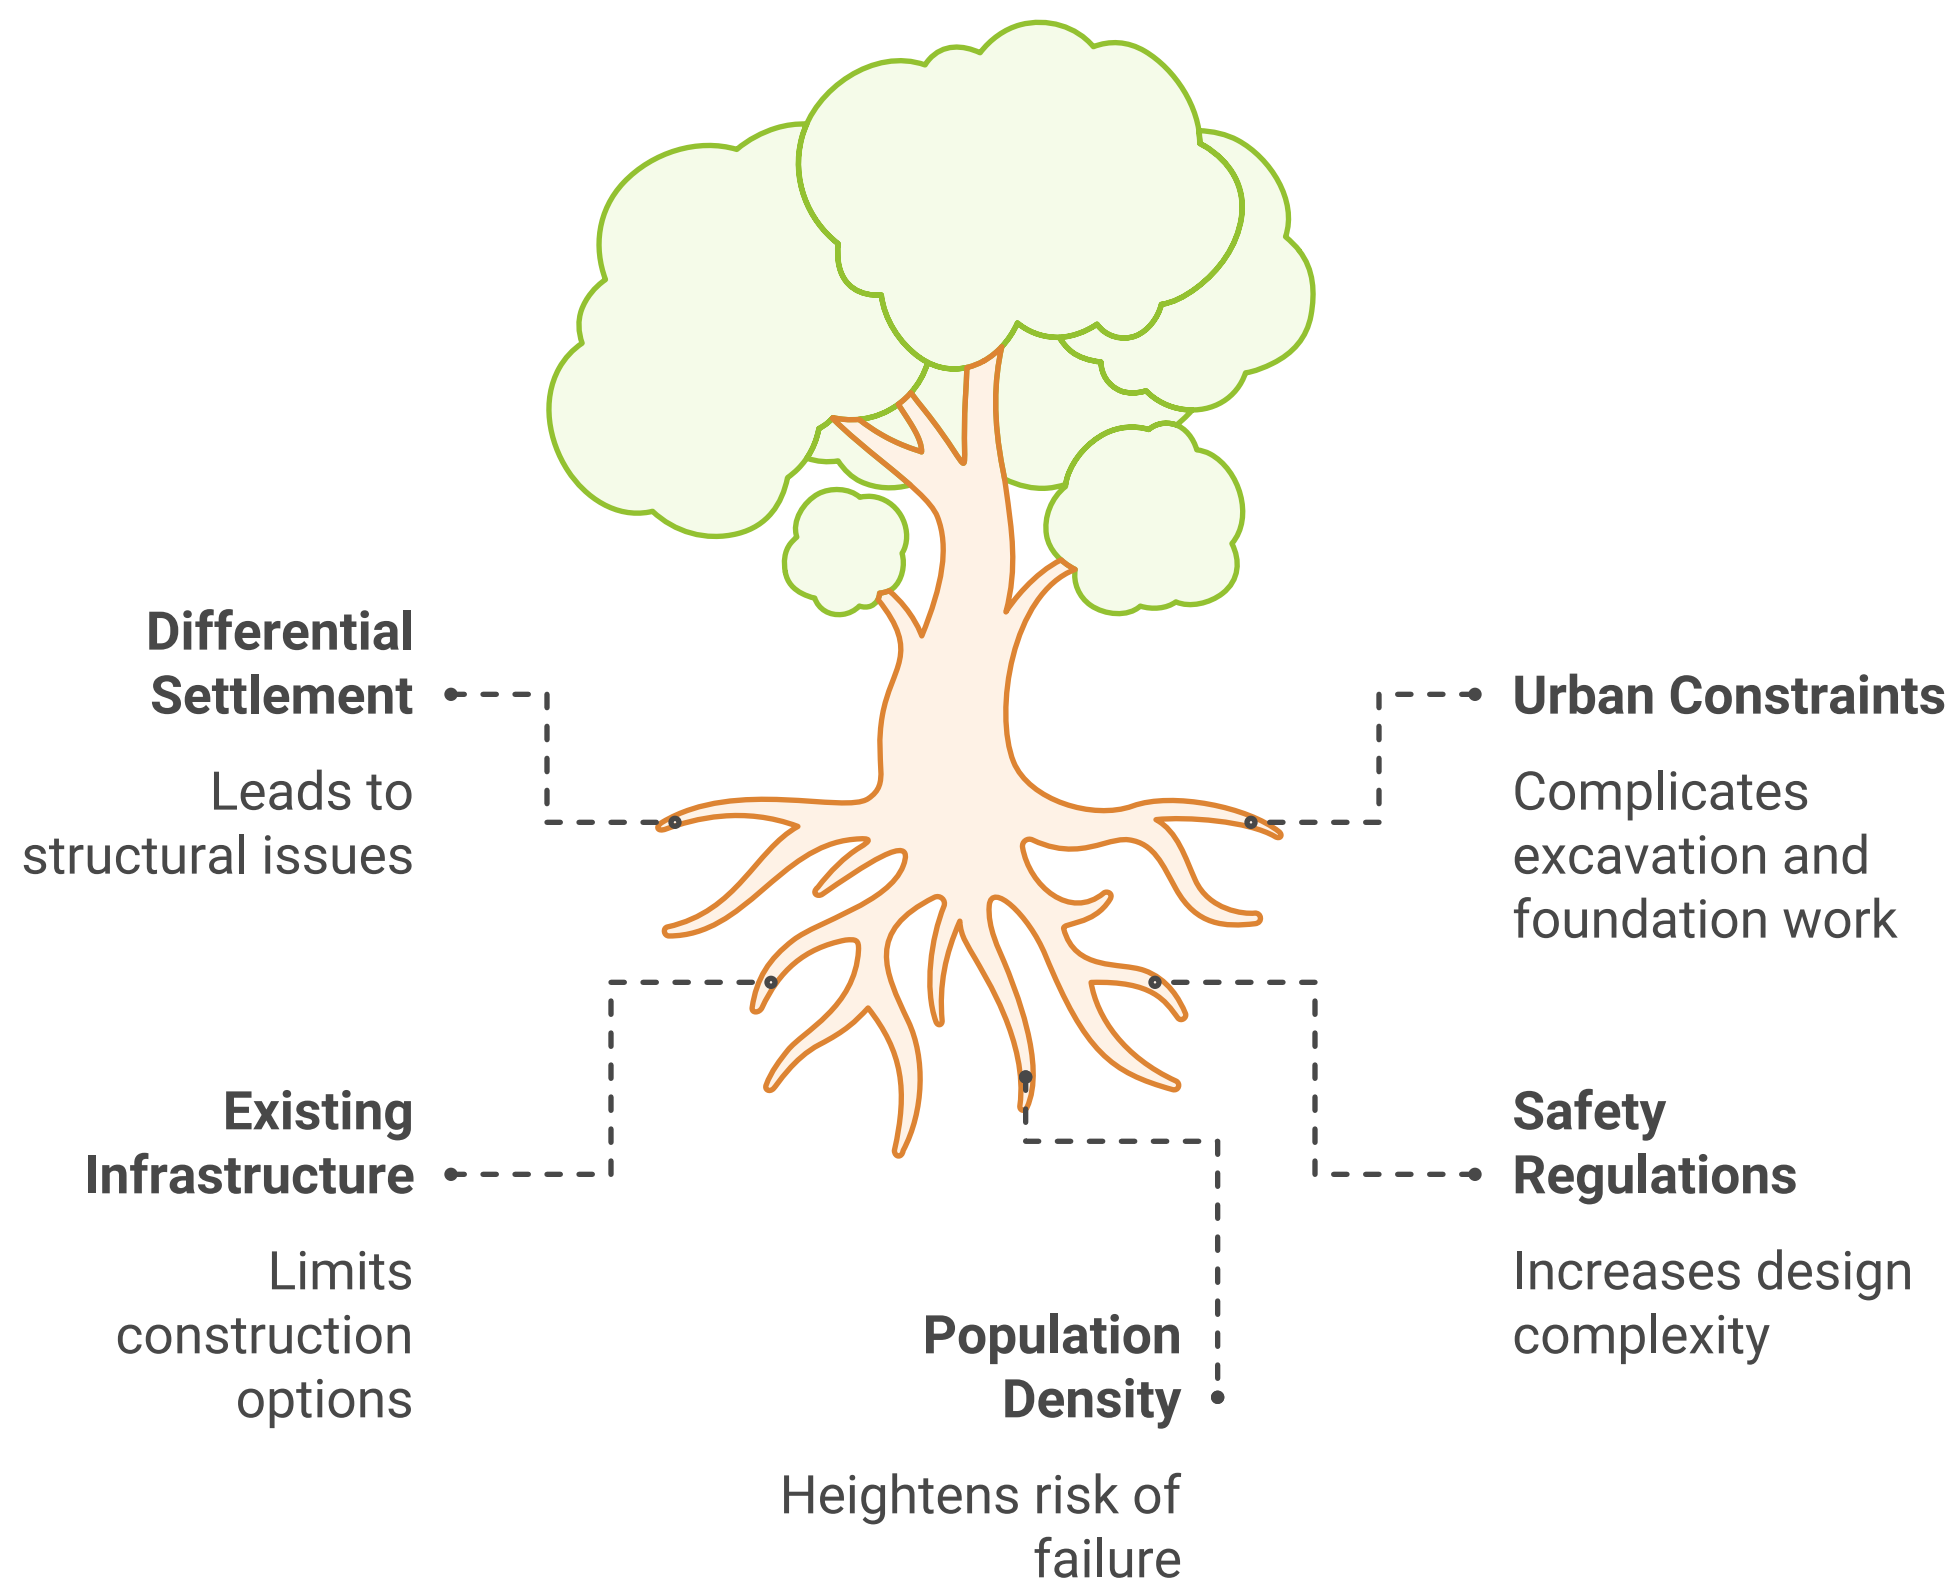 Differential
Settlement
Leads to
structural issues
Urban Constraints
Complicates
excavation and
foundation work
Existing
Infrastructure
Limits
construction
options
Safety
Regulations
Increases design
complexity
Population
Density
Heightens risk of
failure